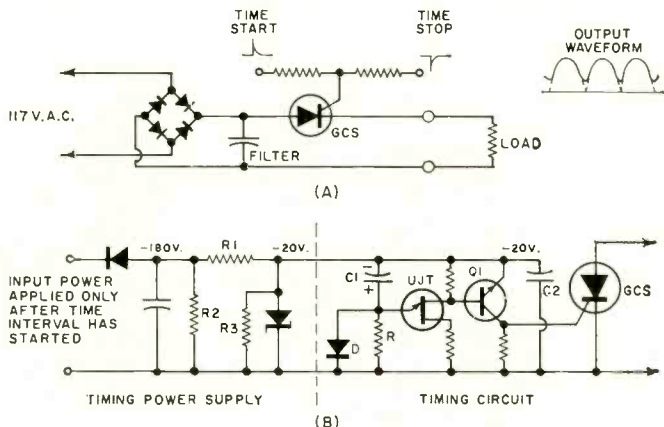 TIME
START
TIME
STOP
OUTPUT
WAVEFORM
117 V. A.C.
GCS
FILTER
LOAD
(A)
-180V.
R1
-20V.
-20V.
INPUT POWER
APPLIED ONLY
AFTER TIME
INTERVAL HAS
STARTED
R2
R3
C1
UJT
Q1
C2
GCS
D
R
TIMING POWER SUPPLY
TIMING CIRCUIT
(B)